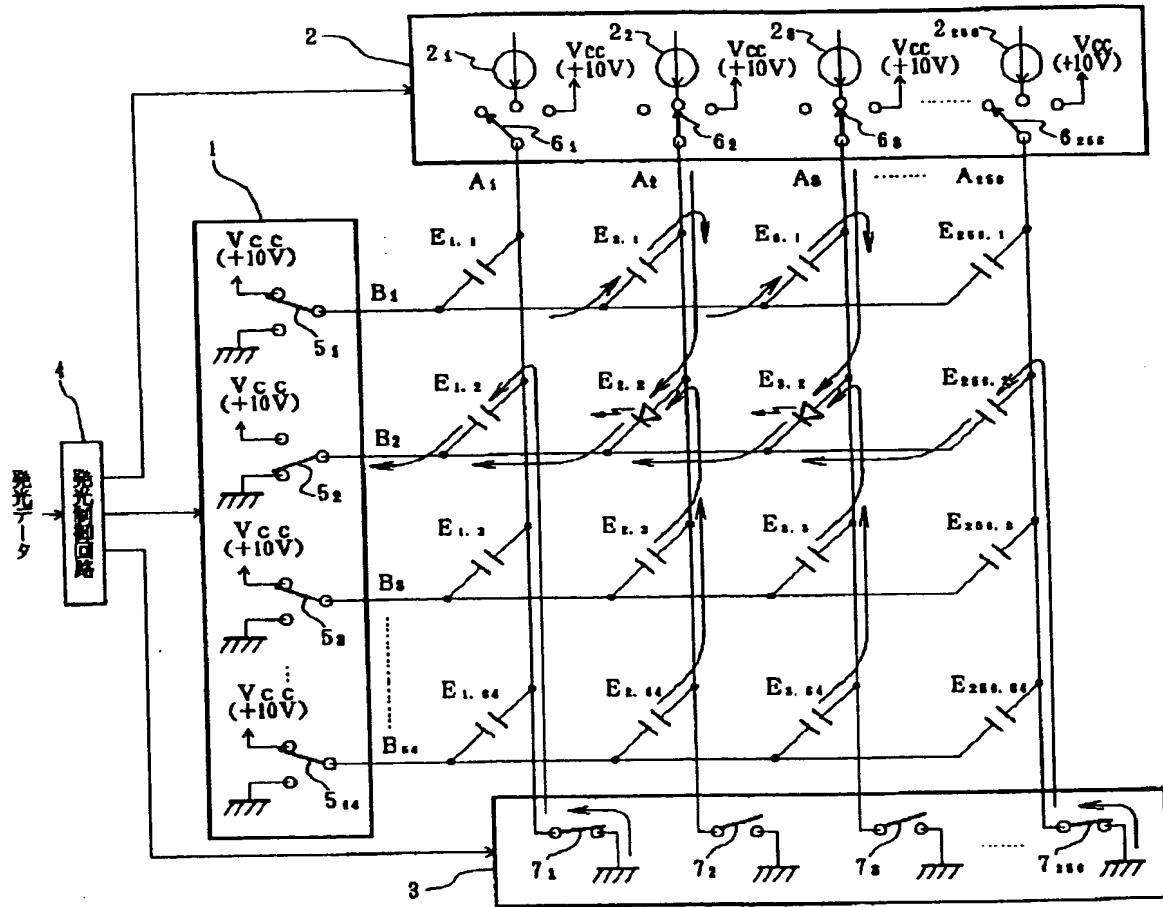 2
2₁
Vcc
(+10V)
2₂
Vcc
(+10V)
2₃
Vcc
(+10V)
2₂₅₆
Vcc
(+10V)
6₁
6₂
6₃
6₂₅₆
1
A₁
A₂
A₃
A₂₅₆
Vcc
(+10V)
B₁
5₁
E₁.₁
E₂.₁
E₃.₁
E₂₅₆.₁
4
発光データ
発光制御回路
Vcc
(+10V)
B₂
5₂
E₁.₂
E₂.₂
E₃.₂
E₂₅₆.₂
Vcc
(+10V)
B₃
5₃
E₁.₃
E₂.₃
E₃.₃
E₂₅₆.₃
Vcc
(+10V)
B₆₄
5₆₄
E₁.₆₄
E₂.₆₄
E₃.₆₄
E₂₅₆.₆₄
3
7₁
7₂
7₃
7₂₅₆